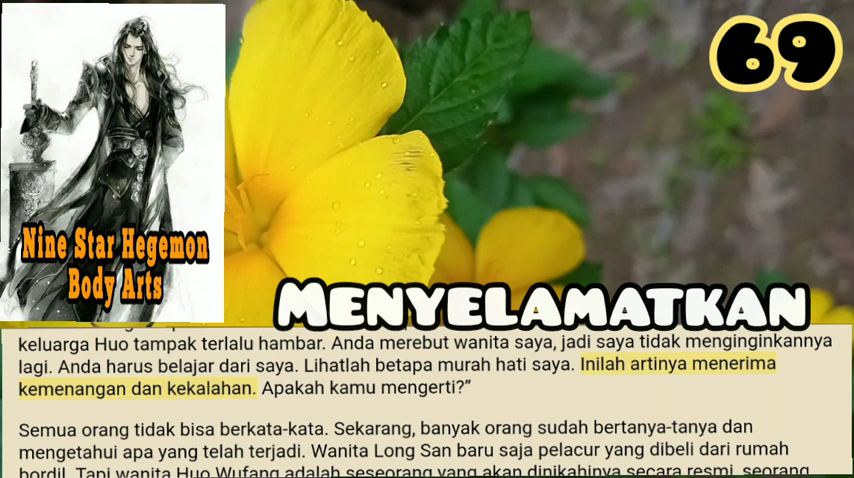 69
Nine Star Hegemon
Body Arts
MENYELAMATKAN
keluarga Huo tampak terlalu hambar. Anda merebut wanita saya, jadi saya tidak menginginkannya
lagi. Anda harus belajar dari saya. Lihatlah betapa murah hati saya. Inilah artinya menerima
kemenangan dan kekalahan. Apakah kamu mengerti?”
Semua orang tidak bisa berkata-kata. Sekarang, banyak orang sudah bertanya-tanya dan
mengetahui apa yang telah terjadi. Wanita Long San baru saja pelacur yang dibeli dari rumah
bordil. Tapi wanita Huo Wufang adalah seseorang yang akan dinikahinya secara resmi, seorang